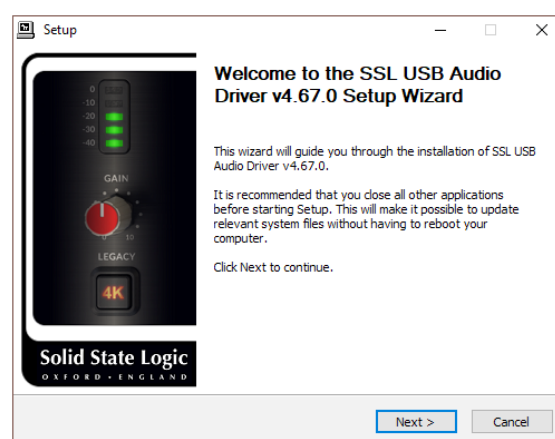 Setup
0
-10
-20
-30
-40
GAIN
0 10
LEGACY
4K
Solid State Logic
OXFORD • ENGLAND
Welcome to the SSL USB Audio
Driver v4.67.0 Setup Wizard
This wizard will guide you through the installation of SSL USB
Audio Driver v4.67.0.
It is recommended that you close all other applications
before starting Setup. This will make it possible to update
relevant system files without having to reboot your
computer.
Click Next to continue.
Next >
Cancel